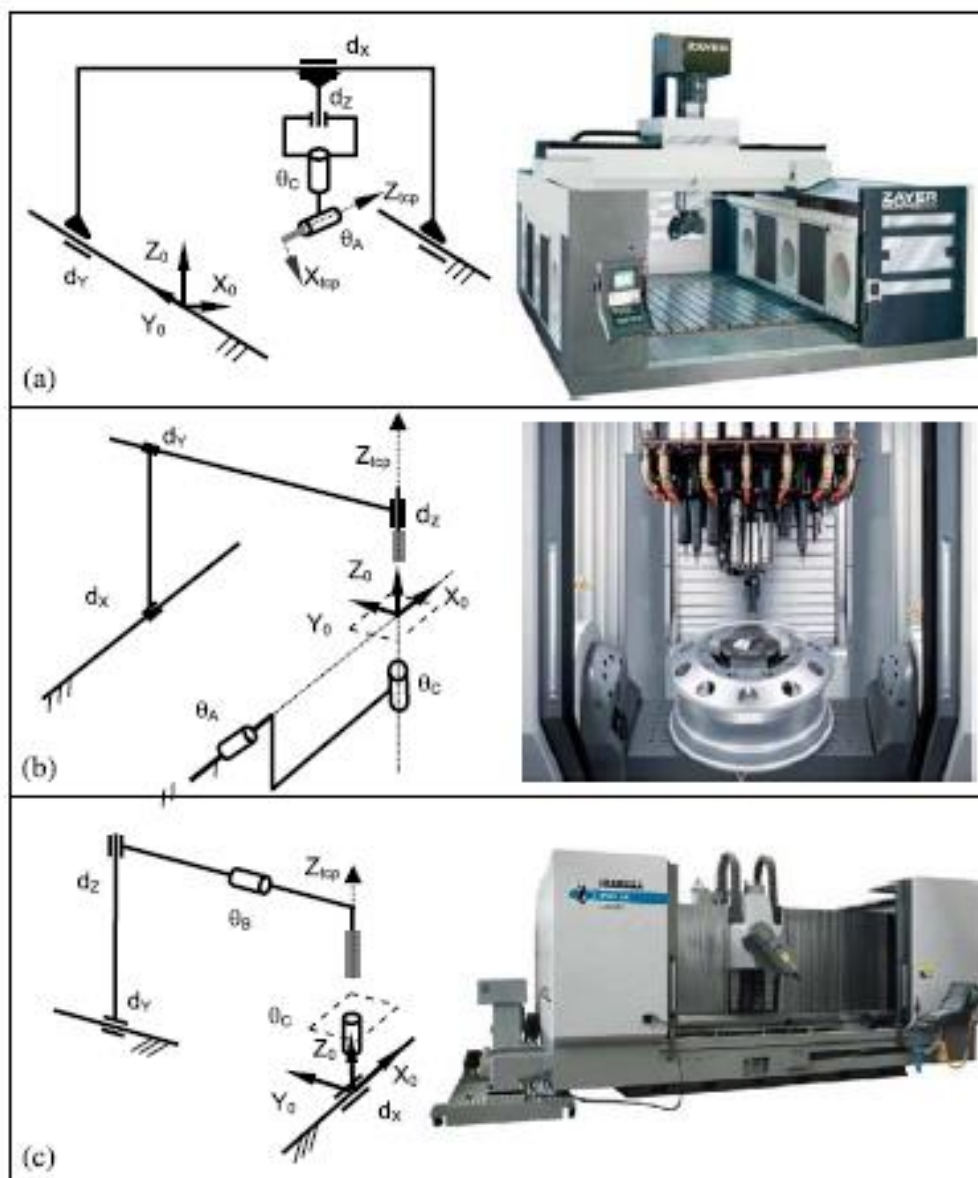 dX
dZ
θC
Ztcp
θA
Xtcp
dY
Z0
X0
Y0
ZAYER
ZAYER
(a)
dY
Ztcp
dZ
Z0
X0
Y0
dX
θC
θA
(b)
dZ
Ztcp
θB
dY
θC
Z0
X0
Y0
dX
(c)